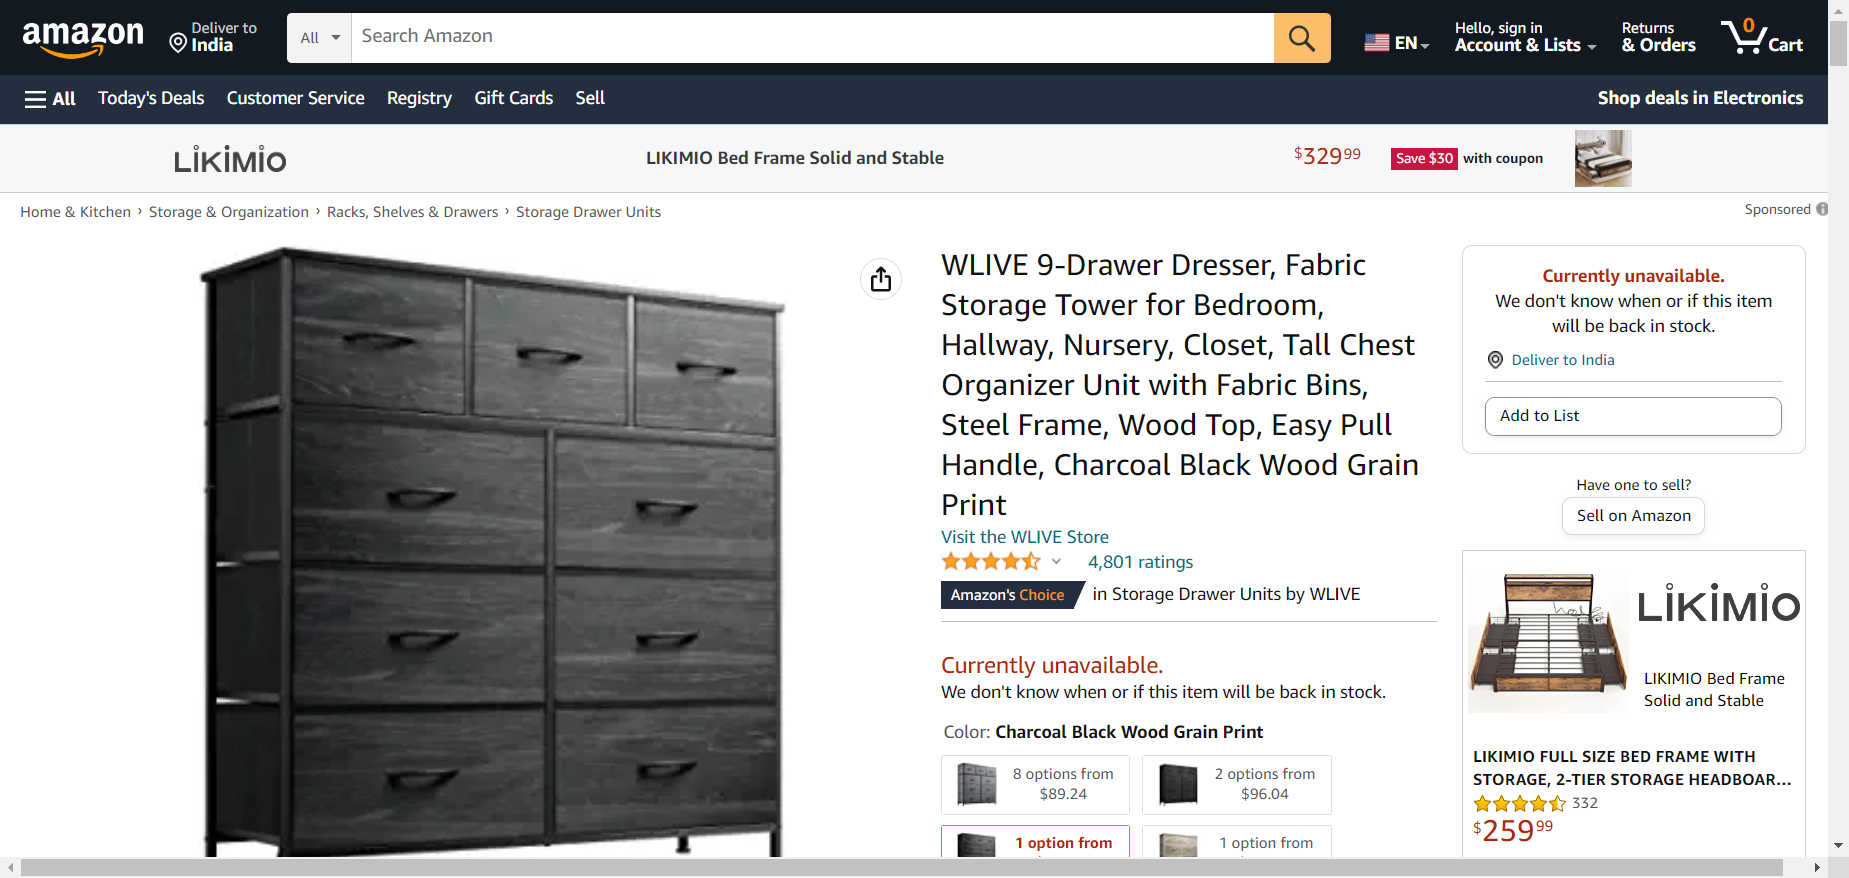 amazon
Deliver to
India
All
Search Amazon
EN
Hello, sign in
Account & Lists
Returns
& Orders
0
Cart
All
Today's Deals
Customer Service
Registry
Gift Cards
Sell
Shop deals in Electronics
LIKIMIO
LIKIMIO Bed Frame Solid and Stable
$329 99
Save $30 with coupon
Home & Kitchen › Storage & Organization › Racks, Shelves & Drawers › Storage Drawer Units
Sponsored
WLIVE 9-Drawer Dresser, Fabric
Storage Tower for Bedroom,
Hallway, Nursery, Closet, Tall Chest
Organizer Unit with Fabric Bins,
Steel Frame, Wood Top, Easy Pull
Handle, Charcoal Black Wood Grain
Print
Visit the WLIVE Store
4,801 ratings
Amazon's Choice in Storage Drawer Units by WLIVE
Currently unavailable.
We don't know when or if this item will be back in stock.
Color: Charcoal Black Wood Grain Print
8 options from
$89.24
2 options from
$96.04
1 option from
1 option from
Currently unavailable.
We don't know when or if this item
will be back in stock.
Deliver to India
Add to List
Have one to sell?
Sell on Amazon
LIKIMIO
LIKIMIO Bed Frame
Solid and Stable
LIKIMIO FULL SIZE BED FRAME WITH
STORAGE, 2-TIER STORAGE HEADBOAR...
332
$259 99